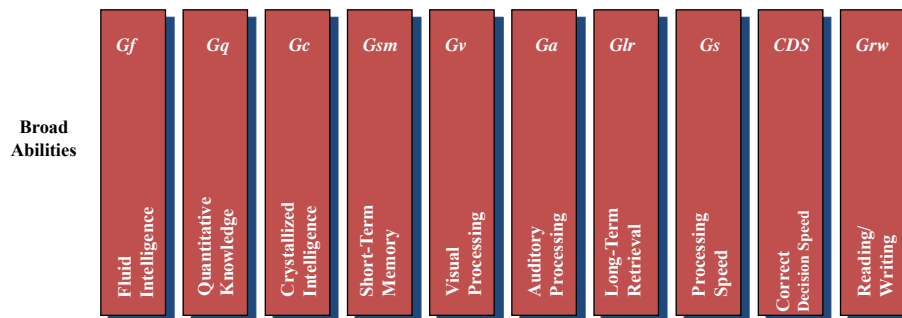 Broad
Abilities
Gf
Fluid
Intelligence
Gq
Quantitative
Knowledge
Gc
Crystallized
Intelligence
Gsm
Short-Term
Memory
Gv
Visual
Processing
Ga
Auditory
Processing
Glr
Long-Term
Retrieval
Gs
Processing
Speed
CDS
Correct
Decision Speed
Grw
Reading/
Writing